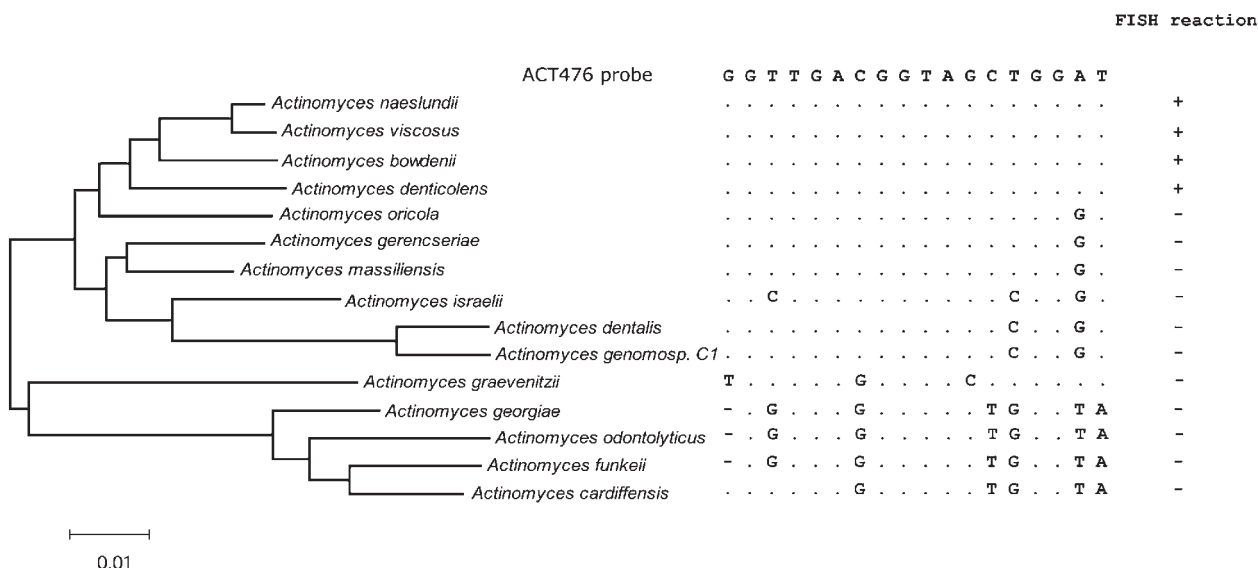 FISH reaction
ACT476 probe G G T T G A C G G T A G C T G G A T
Actinomyces naeslundii . . . . . . . . . . . . . . . . . . +
Actinomyces viscosus . . . . . . . . . . . . . . . . . . +
Actinomyces bowdenii . . . . . . . . . . . . . . . . . . +
Actinomyces denticolens . . . . . . . . . . . . . . . . . . +
Actinomyces oricola . . . . . . . . . . . . . . . . G . -
Actinomyces gerencseriae . . . . . . . . . . . . . . . . G . -
Actinomyces massiliensis . . . . . . . . . . . . . . . . G . -
Actinomyces israelii . . C . . . . . . . . . . C . . G . -
Actinomyces dentalis . . . . . . . . . . . . . C . . G . -
Actinomyces genomosp. C1 . . . . . . . . . . . . . C . . G . -
Actinomyces graevenitzii T . . . . . G . . . . C . . . . . . -
Actinomyces georgiae - . G . . . G . . . . . T G . . T A -
Actinomyces odontolyticus - . G . . . G . . . . . T G . . T A -
Actinomyces funkeii - . G . . . G . . . . . T G . . T A -
Actinomyces cardiffensis . . . . . . G . . . . . T G . . T A -
0.01